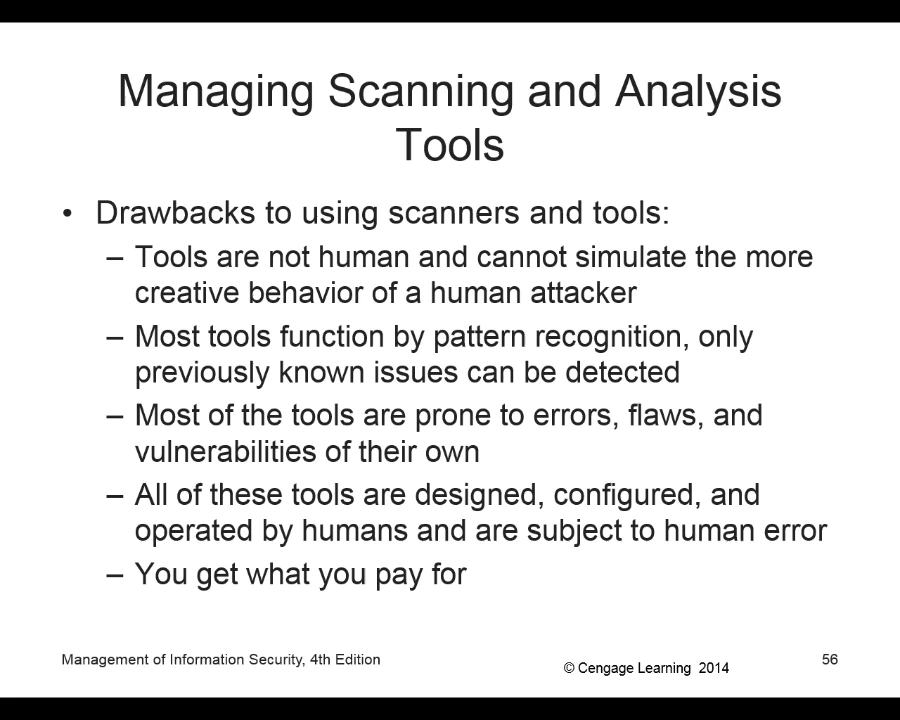 Managing Scanning and Analysis
Tools
• Drawbacks to using scanners and tools:
– Tools are not human and cannot simulate the more
creative behavior of a human attacker
– Most tools function by pattern recognition, only
previously known issues can be detected
– Most of the tools are prone to errors, flaws, and
vulnerabilities of their own
– All of these tools are designed, configured, and
operated by humans and are subject to human error
– You get what you pay for
Management of Information Security, 4th Edition
© Cengage Learning 2014
56